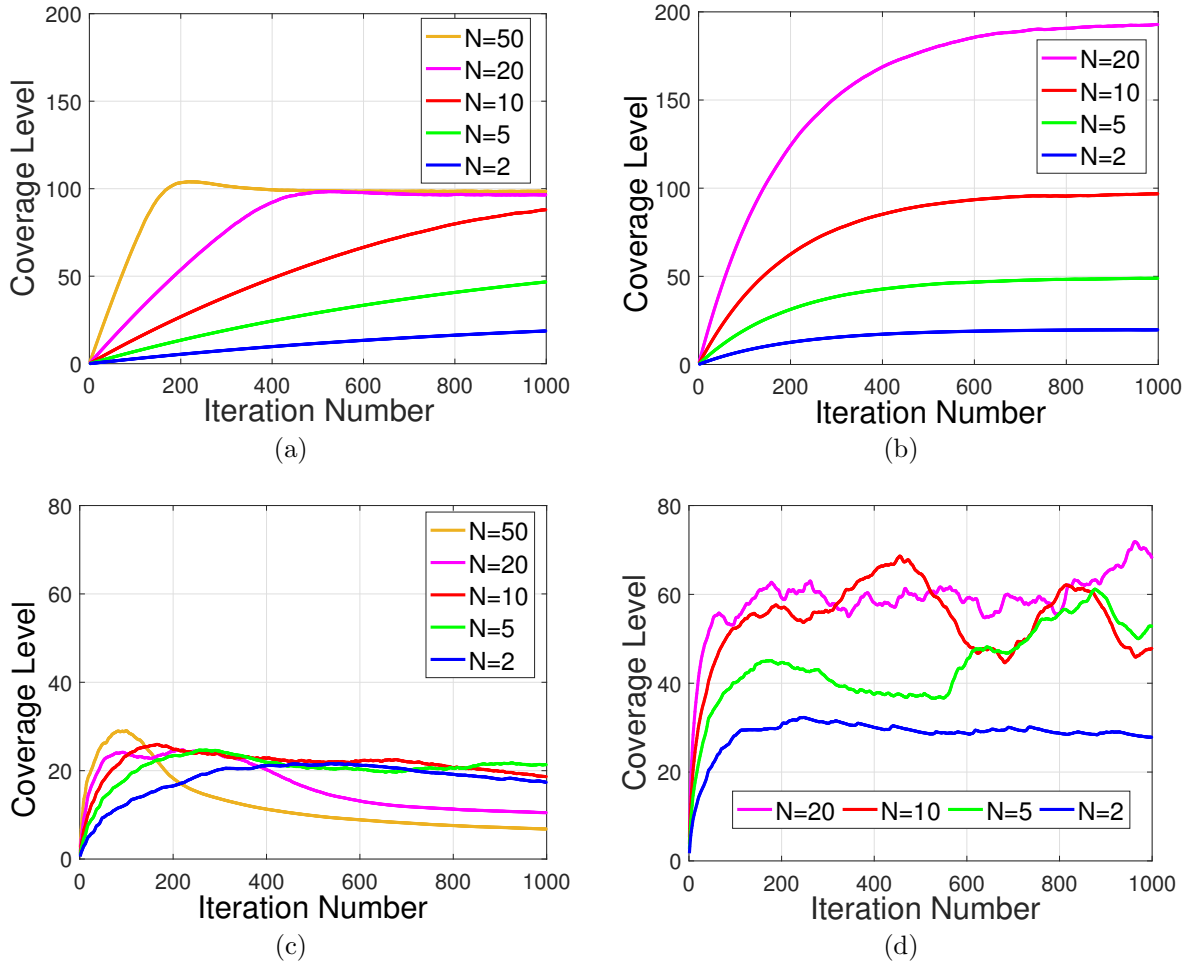 200
150
100
50
0
Coverage Level
N=50
N=20
N=10
N=5
N=2
0 200 400 600 800 1000
Iteration Number
(a)
200
150
100
50
0
Coverage Level
N=20
N=10
N=5
N=2
0 200 400 600 800 1000
Iteration Number
(b)
80
60
40
20
0
Coverage Level
N=50
N=20
N=10
N=5
N=2
0 200 400 600 800 1000
Iteration Number
(c)
80
60
40
20
0
Coverage Level
N=20 N=10 N=5 N=2
0 200 400 600 800 1000
Iteration Number
(d)